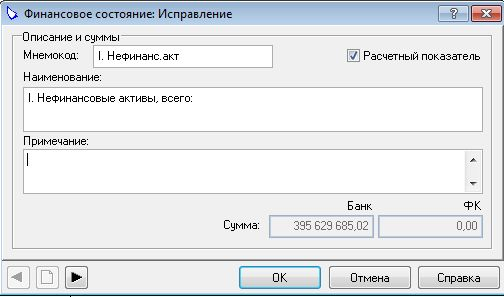 Финансовое состояние: Исправление
Описание и суммы
Мнемокод: I. Нефинанс.акт Расчетный показатель
Наименование:
I. Нефинансовые активы, всего:
Примечание:
Банк ФК
Сумма: 395 629 685,02 0,00
OK Отмена Справка